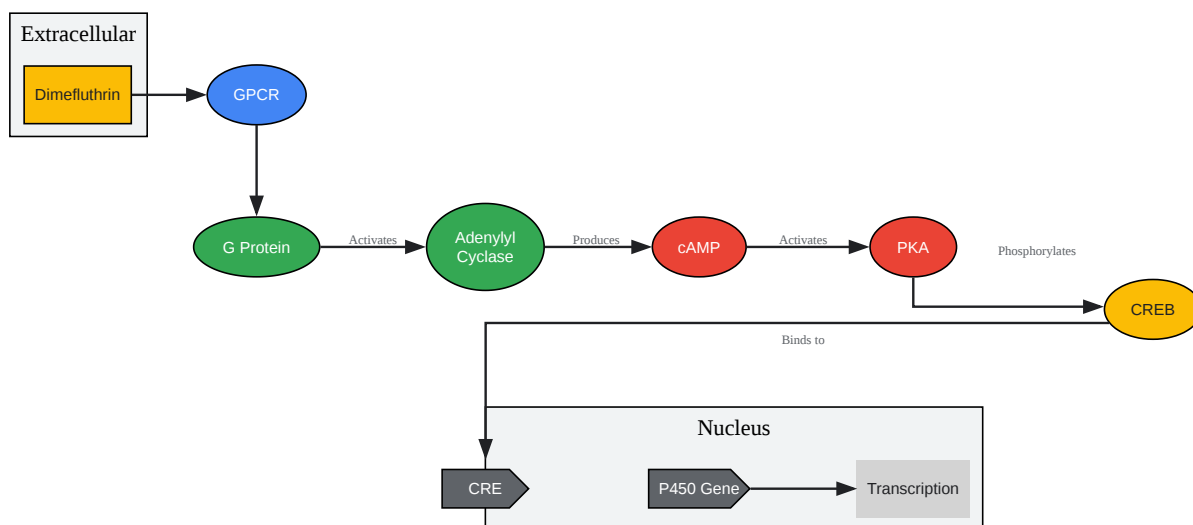 Extracellular
Dimefluthrin
GPCR
G Protein
Activates
Adenylyl
Cyclase
Produces
cAMP
Activates
PKA
Phosphorylates
CREB
Binds to
Nucleus
CRE
P450 Gene
Transcription